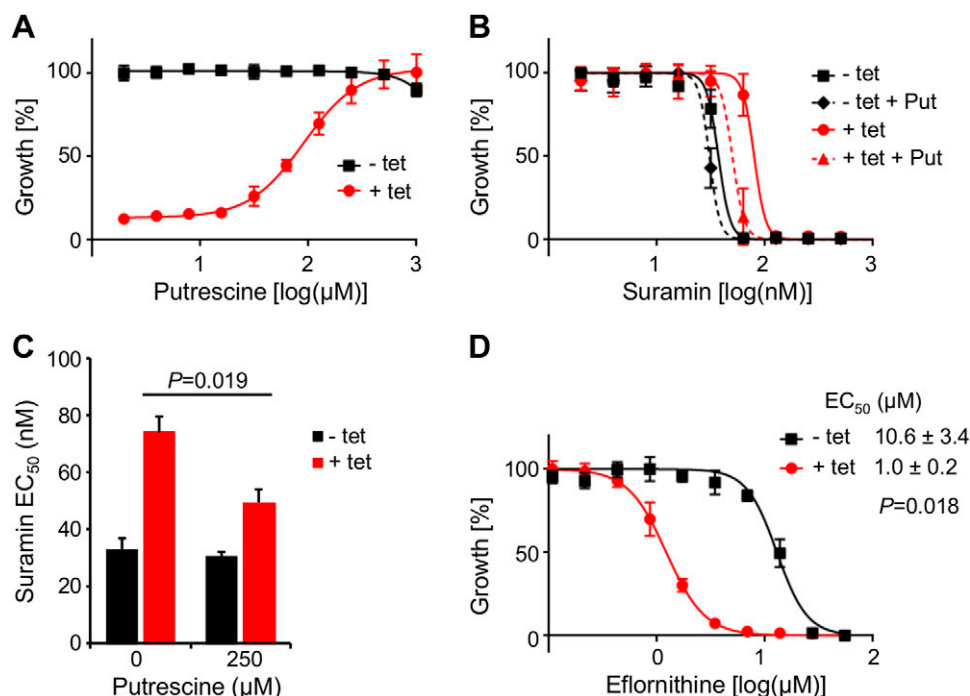 A
Growth [%]
100
50
0
- tet
+ tet
1
2
3
Putrescine [log(µM)]
B
Growth [%]
100
50
0
- tet
- tet + Put
+ tet
+ tet + Put
1
2
3
Suramin [log(nM)]
C
Suramin EC50 (nM)
100
80
60
40
20
0
P=0.019
- tet
+ tet
0
250
Putrescine (µM)
D
EC50 (µM)
- tet 10.6 ± 3.4
+ tet 1.0 ± 0.2
P=0.018
Growth [%]
100
50
0
0
1
2
Eflornithine [log(µM)]